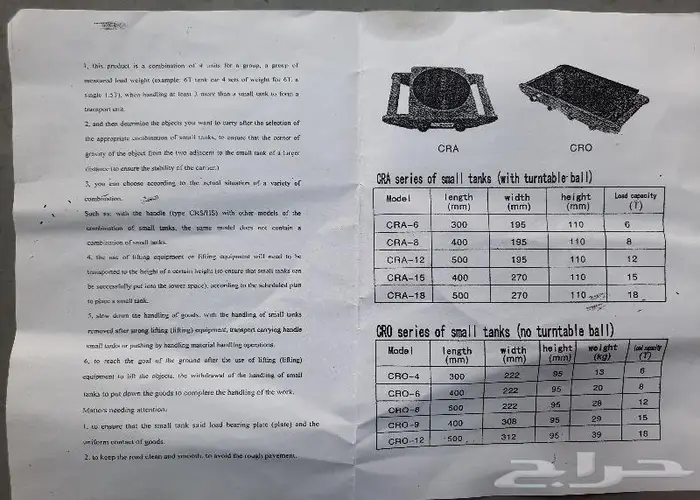 1, this product is a combination of 4 units for a group, a group of
measured load weight (example: 6T tank car 4 sets of weight for 6T, a
single 1.5T), when handling at least 3 more than a small tank to form a
transport unit.
2, and then determine the objects you want to carry after the selection of
the appropriate combination of small tanks, to ensure that the center of
gravity of the object from the two adjacent to the small tank of a larger
distance (to ensure the stability of the carrier.)
3, you can choose according to the actual situation of a variety of
combination.
Such as: with the handle (type CRS/HS) with other models of the
combination of small tanks, the same model does not contain a
combination of small tanks.
4, the use of lifting equipment or lifting equipment will need to be
transported to the height of a certain height (to ensure that small tanks can
be successfully put into the lower space), according to the scheduled plan
to place a small tank.
5, slow down the handling of goods, with the handling of small tanks
removed after strong lifting (lifting) equipment, transport carrying handle
small tanks or pushing by handling material handling operations.
6, to reach the goal of the ground after the use of lifting (lifting)
equipment to lift the objects, the withdrawal of the handling of small
tanks to put down the goods to complete the handling of the work.
Matters needing attention:
1, to ensure that the small tank said load bearing plate (plate) and the
uniform contact of goods.
2, to keep the road clean and smooth, to avoid the rough pavement.
CRA CRO
CRA series of small tanks (with turntable ball)
Model length (mm) width (mm) height (mm) Load capacity (T)
CRA-6 300 195 110 6
CRA-8 400 195 110 8
CRA-12 500 195 110 12
CRA-15 400 270 110 15
CRA-18 500 270 110 18
CRO series of small tanks (no turntable ball)
Model length (mm) width (mm) height (mm) weight (kg) Load capacity (T)
CRO-4 300 222 95 13 6
CRO-6 400 222 95 20 8
CRO-8 500 222 95 28 12
CRO-9 400 308 95 29 15
CRO-12 500 312 95 39 18
حراج